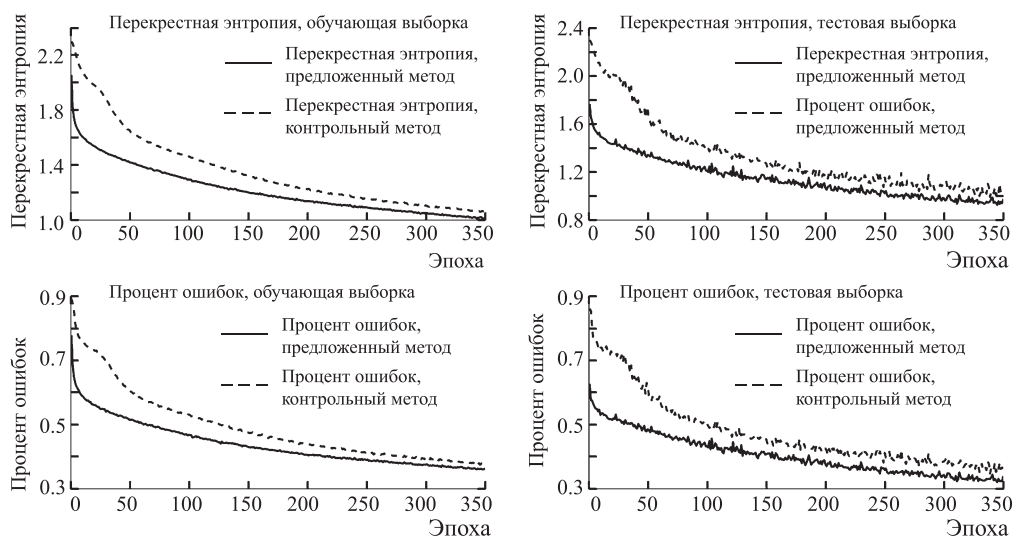 Перекрестная энтропия, обучающая выборка
Перекрестная энтропия
2.2
1.8
1.4
1.0
Перекрестная энтропия,
предложенный метод
Перекрестная энтропия,
контрольный метод
0 50 100 150 200 250 300 350
Эпоха
Перекрестная энтропия, тестовая выборка
Перекрестная энтропия
2.4
2.0
1.6
1.2
0.8
Перекрестная энтропия,
предложенный метод
Процент ошибок,
предложенный метод
0 50 100 150 200 250 300 350
Эпоха
Процент ошибок, обучающая выборка
Процент ошибок
0.9
0.7
0.5
0.3
Процент ошибок,
предложенный метод
Процент ошибок,
контрольный метод
0 50 100 150 200 250 300 350
Эпоха
Процент ошибок, тестовая выборка
Процент ошибок
0.9
0.7
0.5
0.3
Процент ошибок,
предложенный метод
Процент ошибок,
контрольный метод
0 50 100 150 200 250 300 350
Эпоха